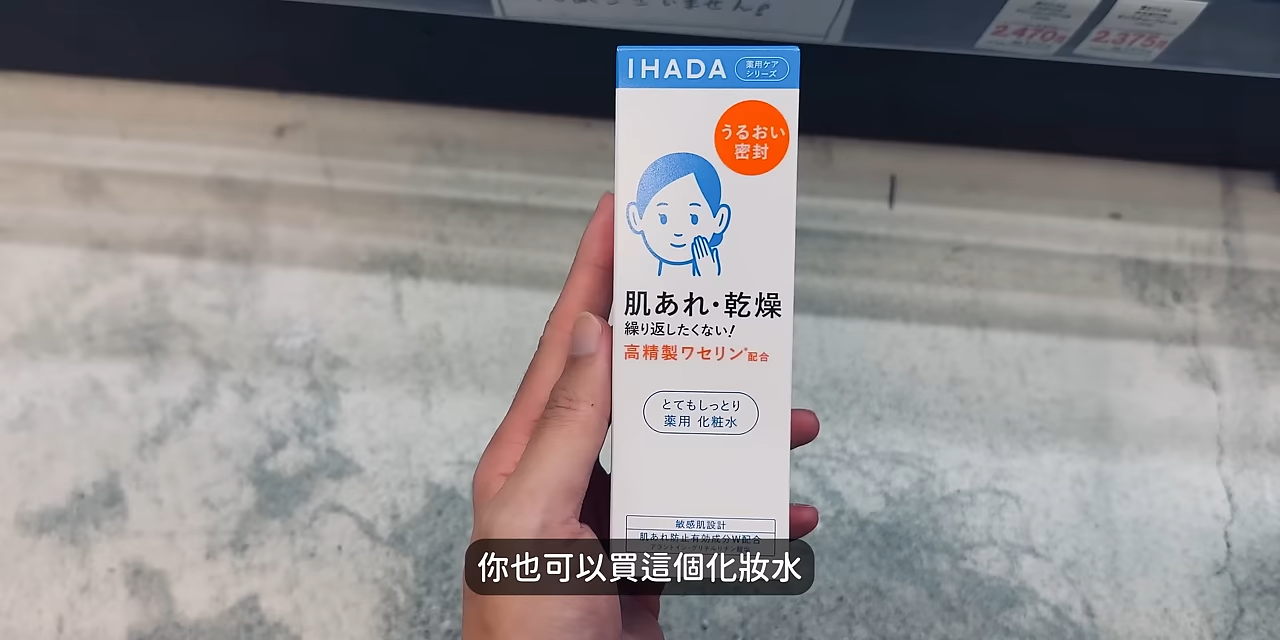 2,470
2,375
IHADA
薬用ケア
シリーズ
うるおい
密封
肌あれ・乾燥
繰り返したくない!
高精製ワセリン*配合
とてもしっとり
薬用 化粧水
敏感肌設計
肌あれ防止有効成分W配合
你也可以買這個化妝水